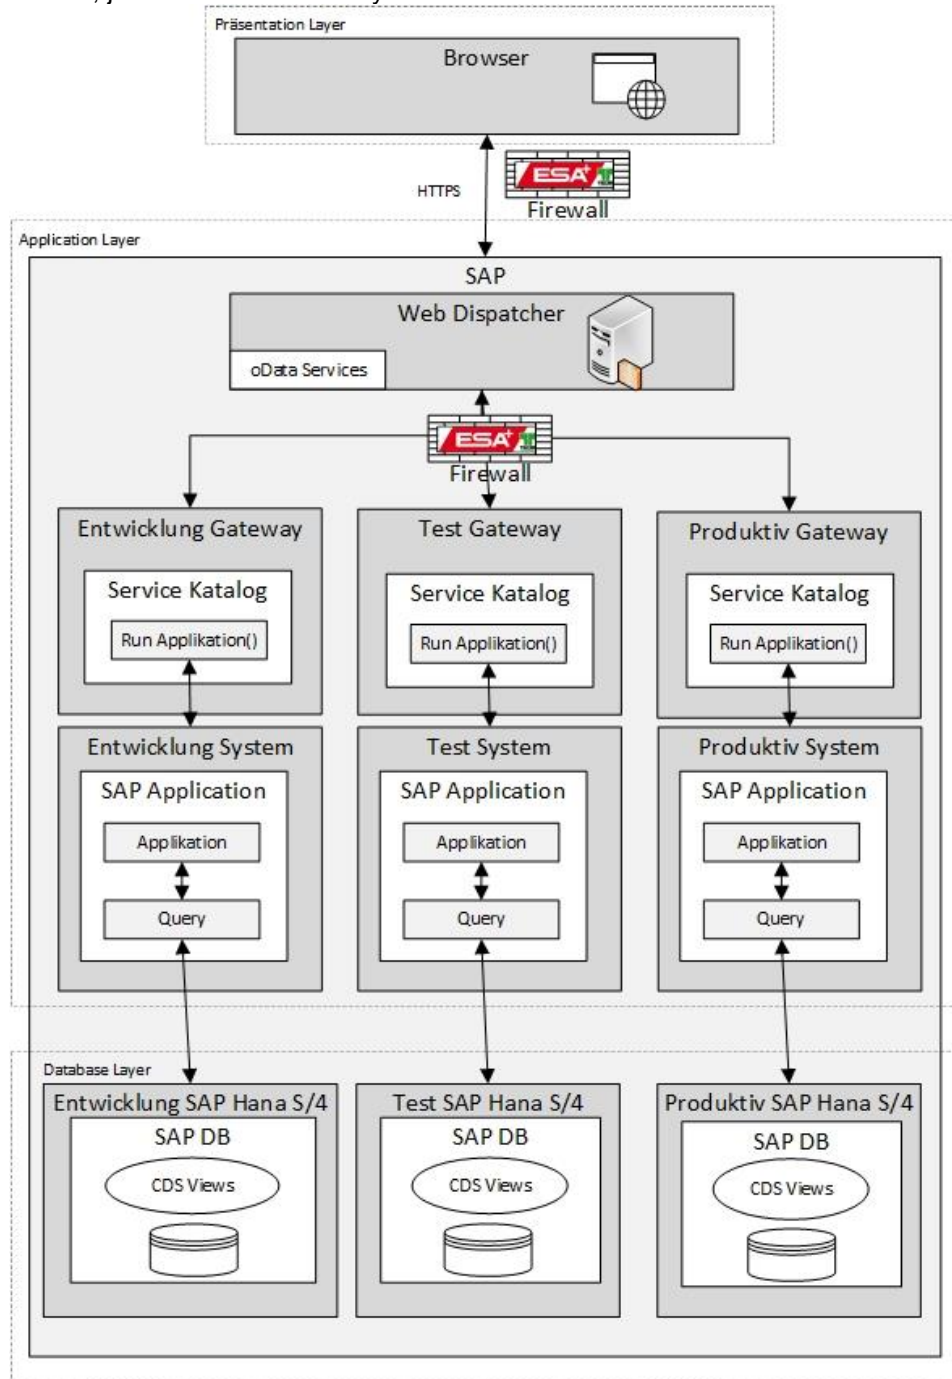 Präsentation Layer
Browser
HTTPS
ESA+
Firewall
Application Layer
SAP
Web Dispatcher
oData Services
ESA+
Firewall
Entwicklung Gateway
Service Katalog
Run Applikation()
Test Gateway
Service Katalog
Run Applikation()
Produktiv Gateway
Service Katalog
Run Applikation()
Entwicklung System
SAP Application
Applikation
Query
Test System
SAP Application
Applikation
Query
Produktiv System
SAP Application
Applikation
Query
Database Layer
Entwicklung SAP Hana S/4
SAP DB
CDS Views
Test SAP Hana S/4
SAP DB
CDS Views
Produktiv SAP Hana S/4
SAP DB
CDS Views